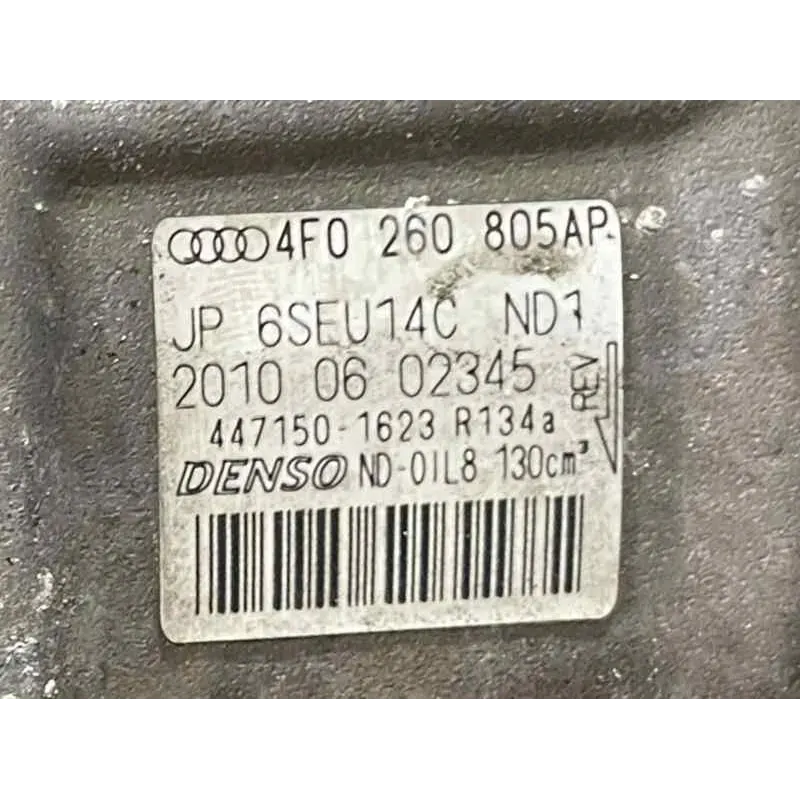 4F0 260 805AP
JP 6SEU14C ND1
2010 06 02345
REV
447150-1623 R134a
DENSO ND-OIL8 130cm³